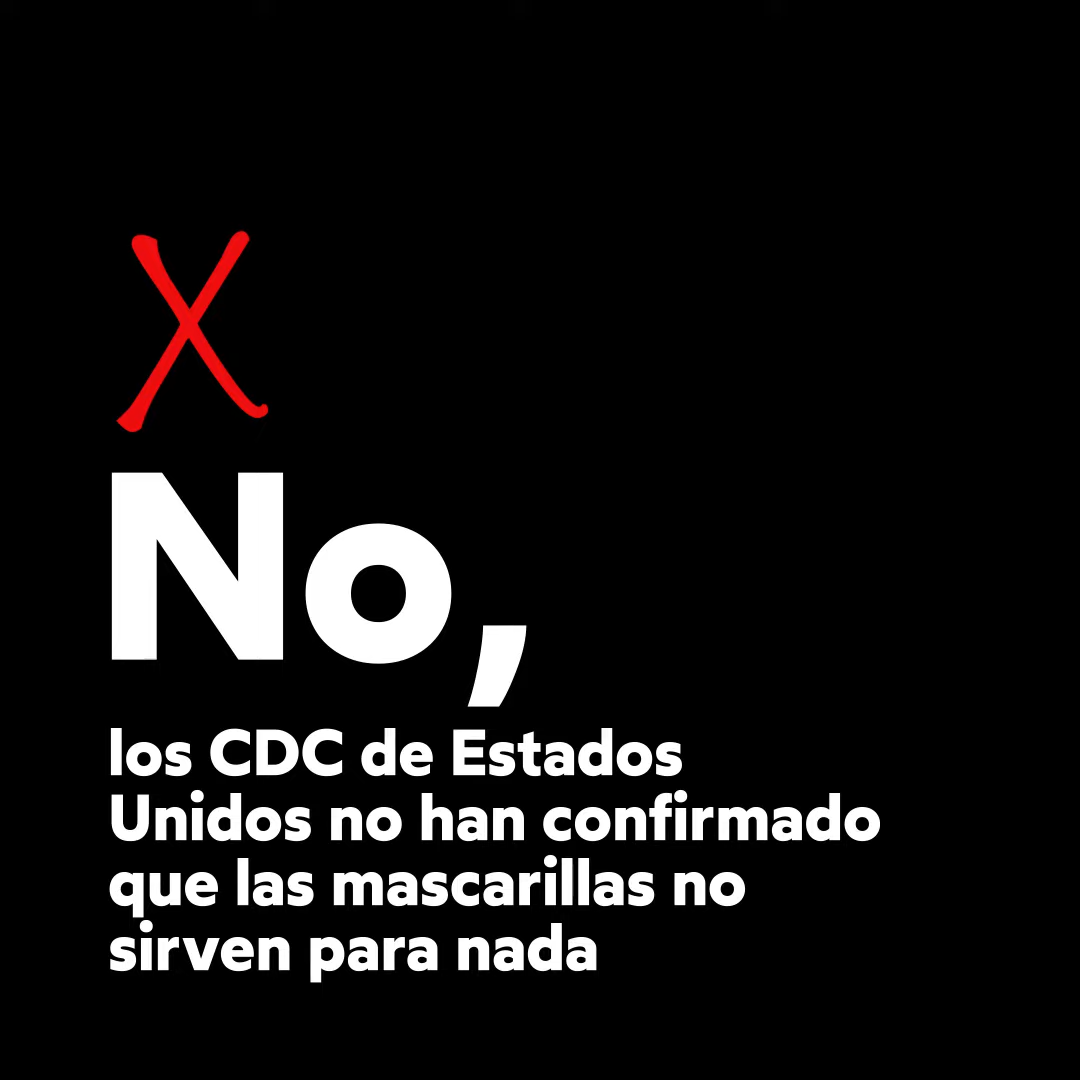 No,
los CDC de Estados
Unidos no han confirmado
que las mascarillas no
sirven para nada